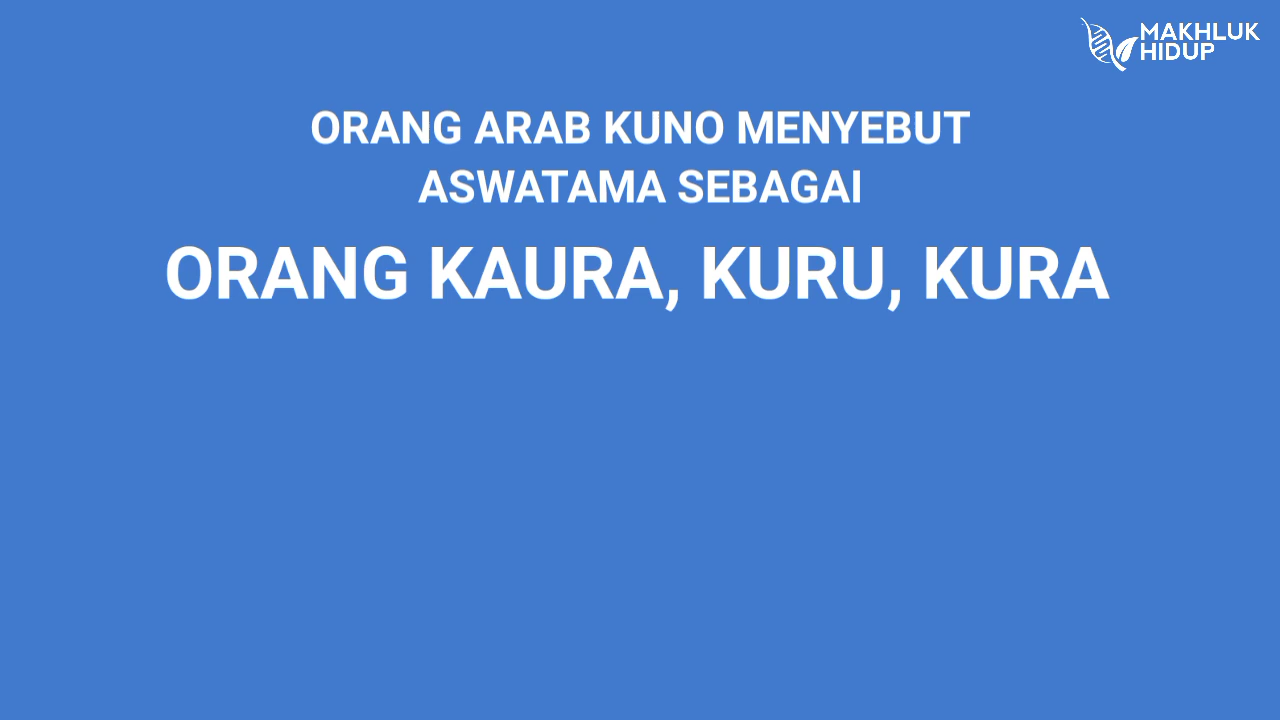 MAKHLUK
HIDUP
ORANG ARAB KUNO MENYEBUT
ASWATAMA SEBAGAI
ORANG KAURA, KURU, KURA